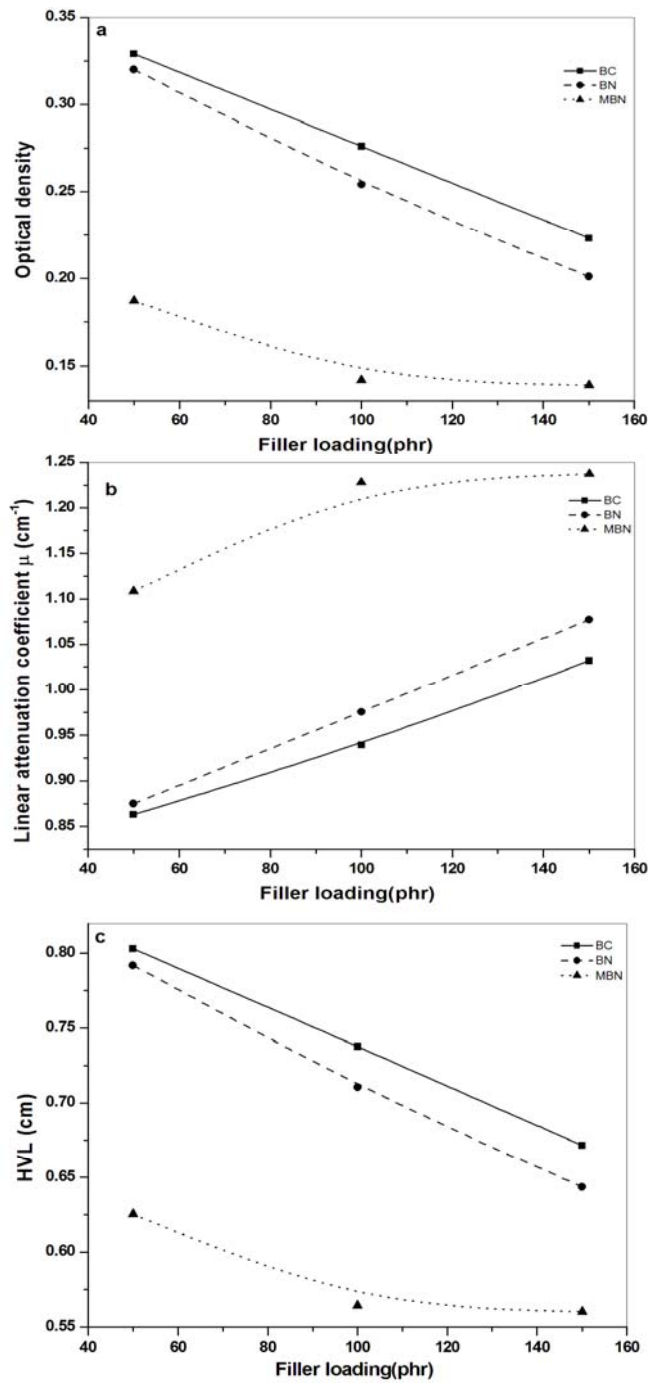 a
0.35
0.30
0.25
0.20
0.15
Optical density
BC
BN
MBN
40 60 80 100 120 140 160
Filler loading(phr)
b
1.25
1.20
1.15
1.10
1.05
1.00
0.95
0.90
0.85
Linear attenuation coefficient μ (cm⁻¹)
BC
BN
MBN
40 60 80 100 120 140 160
Filler loading(phr)
c
0.80
0.75
0.70
0.65
0.60
0.55
HVL (cm)
BC
BN
MBN
40 60 80 100 120 140 160
Filler loading(phr)